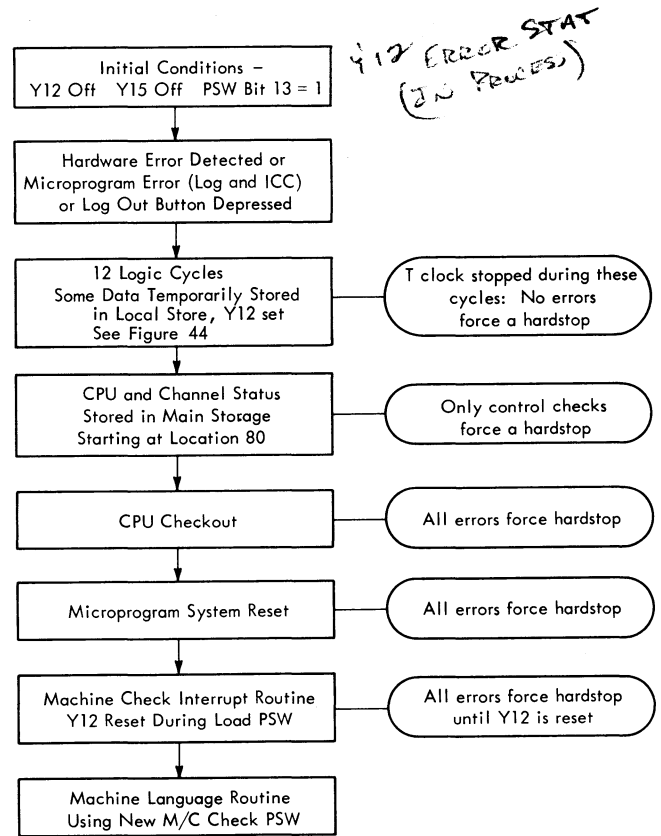 Y12 ERROR STAT
(IN PROCESS)
Initial Conditions –
Y12 Off Y15 Off PSW Bit 13 = 1
Hardware Error Detected or
Microprogram Error (Log and ICC)
or Log Out Button Depressed
12 Logic Cycles
Some Data Temporarily Stored
in Local Store, Y12 set
See Figure 44
T clock stopped during these
cycles: No errors
force a hardstop
CPU and Channel Status
Stored in Main Storage
Starting at Location 80
Only control checks
force a hardstop
CPU Checkout
All errors force hardstop
Microprogram System Reset
All errors force hardstop
Machine Check Interrupt Routine
Y12 Reset During Load PSW
All errors force hardstop
until Y12 is reset
Machine Language Routine
Using New M/C Check PSW